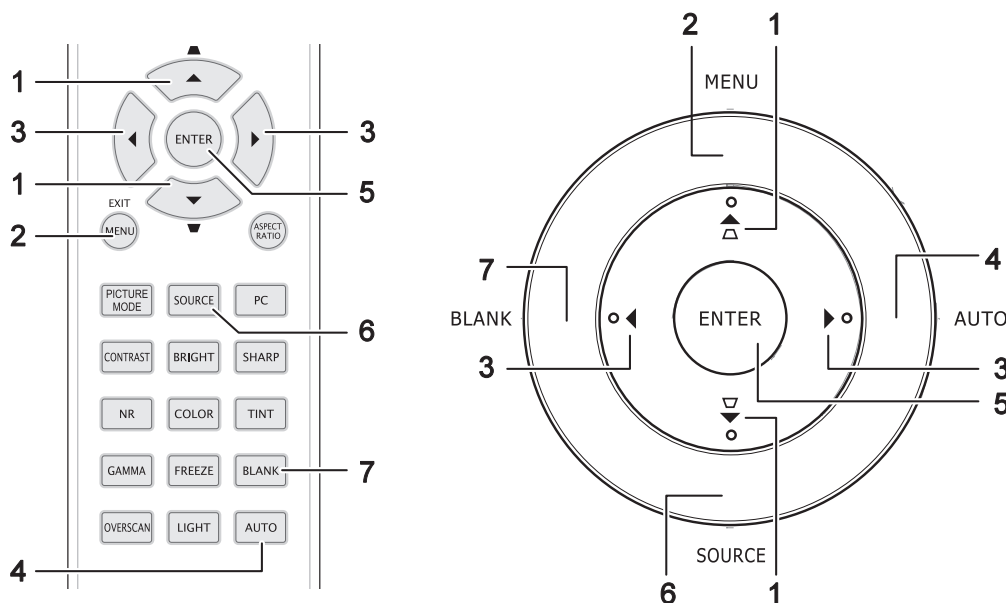 1
3
ENTER
3
1
5
EXIT
2
MENU
ASPECT
RATIO
PICTURE
MODE
SOURCE
PC
6
CONTRAST
BRIGHT
SHARP
NR
COLOR
TINT
GAMMA
FREEZE
BLANK
7
OVERSCAN
LIGHT
AUTO
4
2
1
MENU
1
7
4
BLANK
ENTER
AUTO
3
3
5
SOURCE
6
1